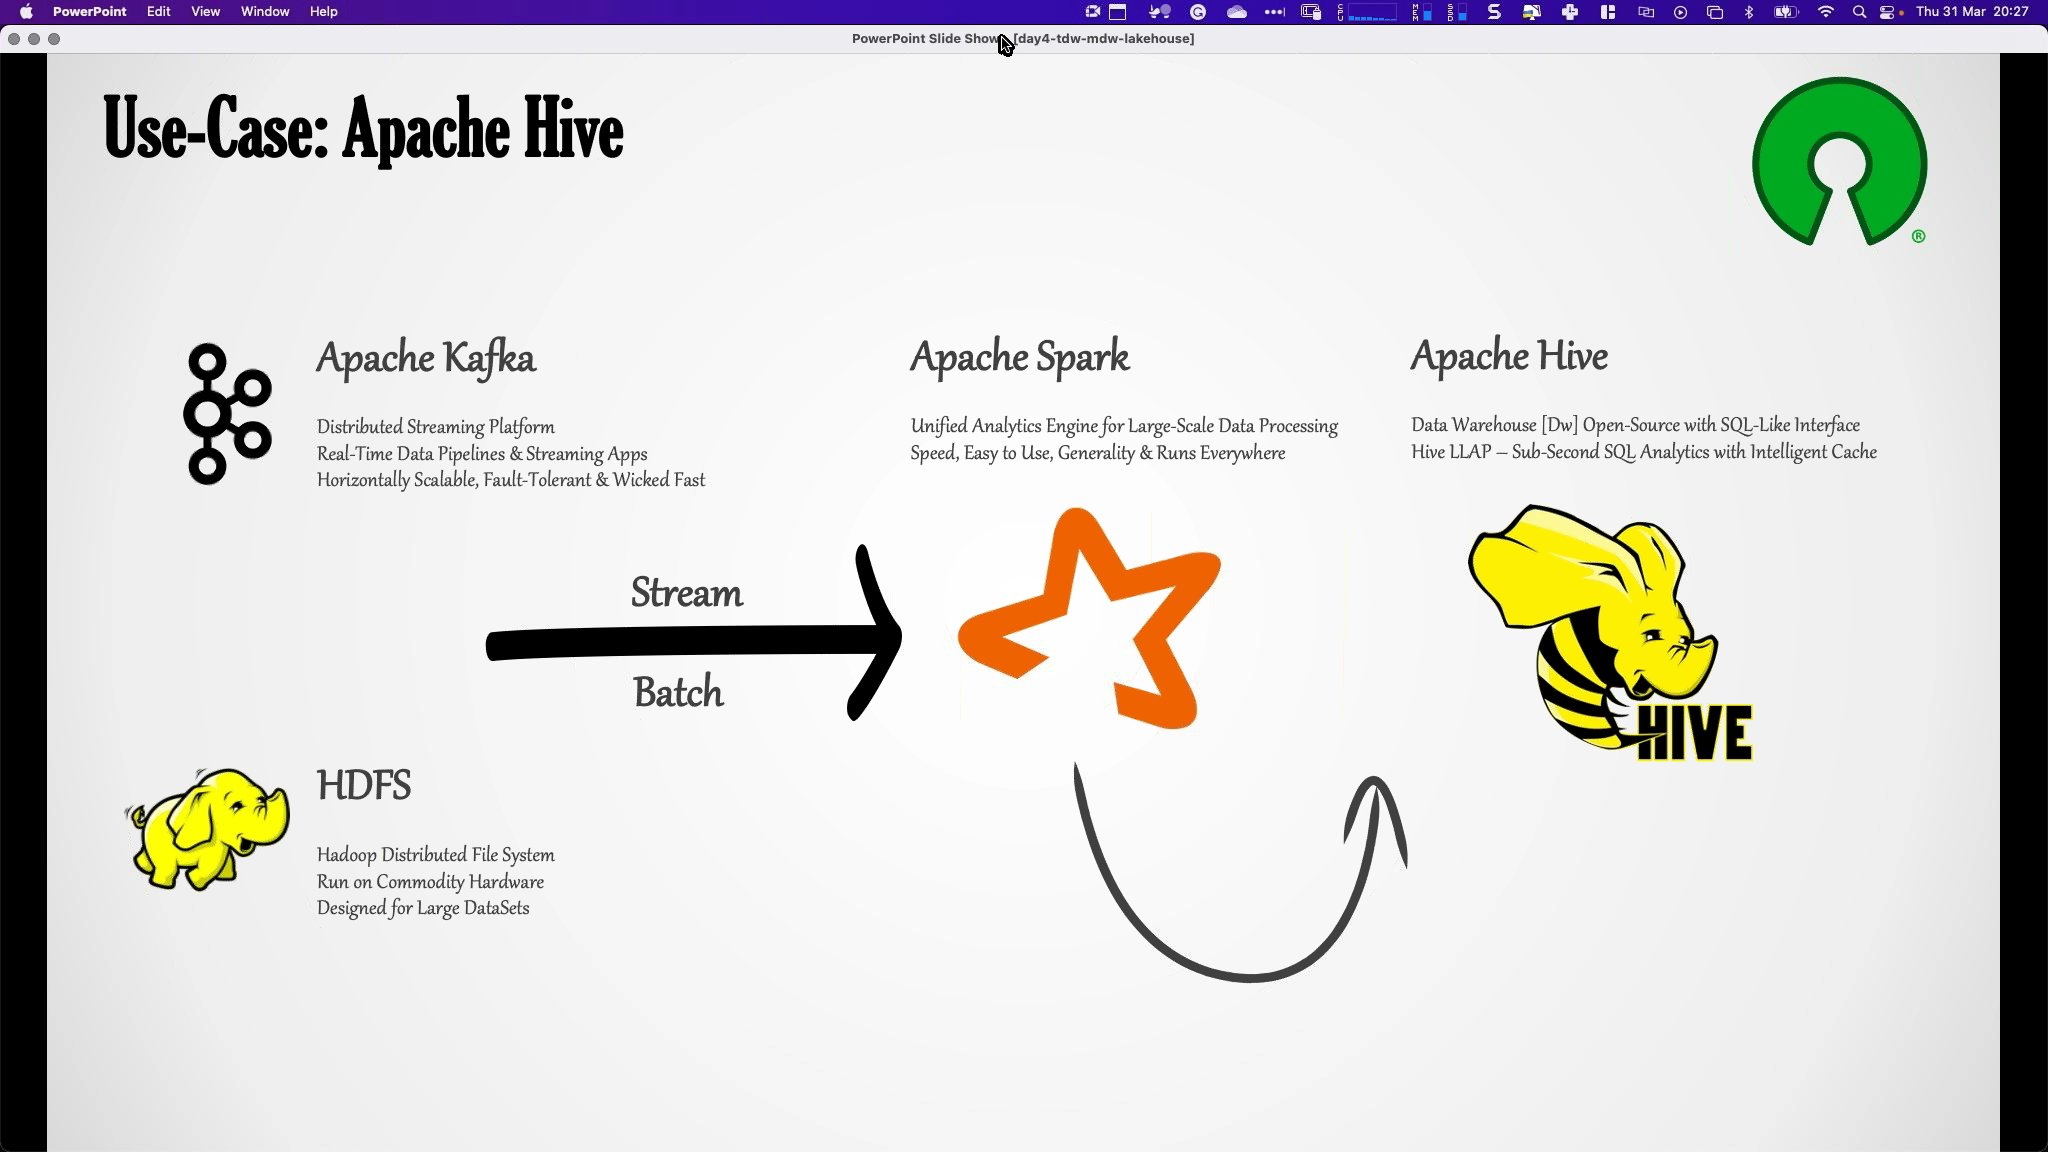 PowerPoint Edit View Window Help
Thu 31 Mar 20:27
PowerPoint Slide Show [day4-tdw-mdw-lakehouse]
Use-Case: Apache Hive
®
Apache Kafka
Distributed Streaming Platform
Real-Time Data Pipelines & Streaming Apps
Horizontally Scalable, Fault-Tolerant & Wicked Fast
Apache Spark
Unified Analytics Engine for Large-Scale Data Processing
Speed, Easy to Use, Generality & Runs Everywhere
Apache Hive
Data Warehouse [Dw] Open-Source with SQL-Like Interface
Hive LLAP – Sub-Second SQL Analytics with Intelligent Cache
Stream
Batch
HIVE
HDFS
Hadoop Distributed File System
Run on Commodity Hardware
Designed for Large DataSets